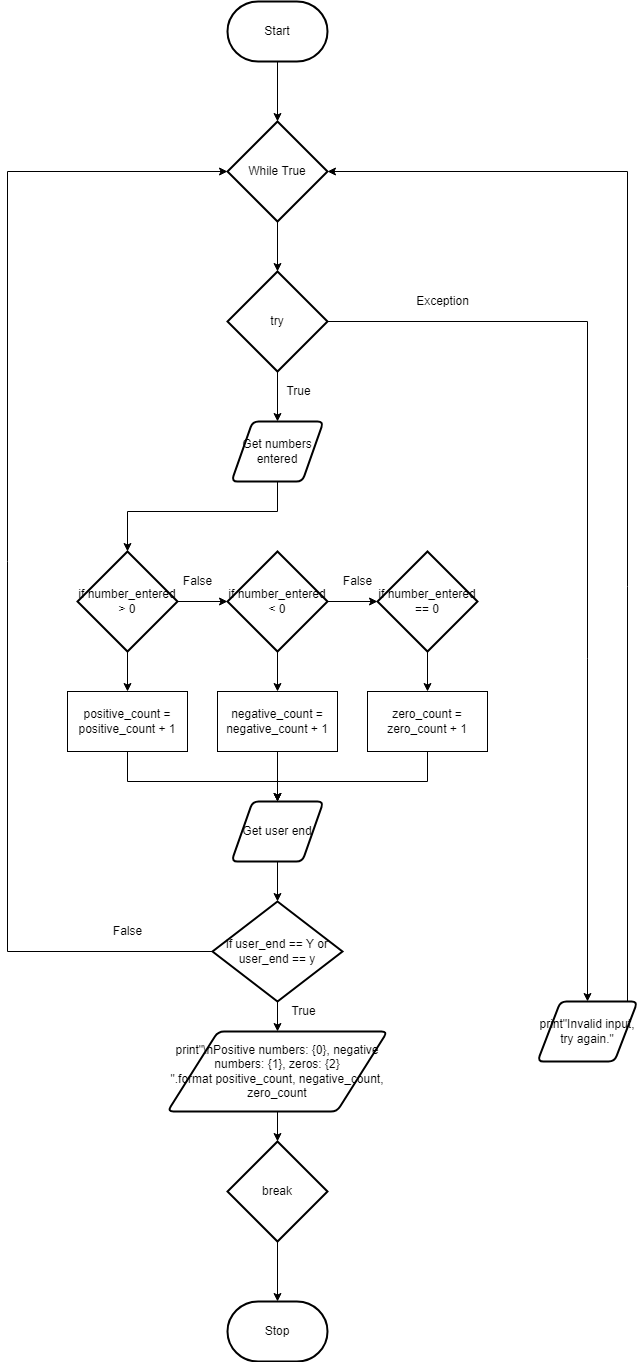 Start
While True
try
Exception
True
Get numbers
entered
if number_entered
> 0
False
if number_entered
< 0
False
if number_entered
== 0
positive_count =
positive_count + 1
negative_count =
negative_count + 1
zero_count =
zero_count + 1
Get user end
if user_end == Y or
user_end == y
False
True
print"\nPositive numbers: {0}, negative
numbers: {1}, zeros: {2}
".format positive_count, negative_count,
zero_count
print"Invalid input,
try again."
break
Stop